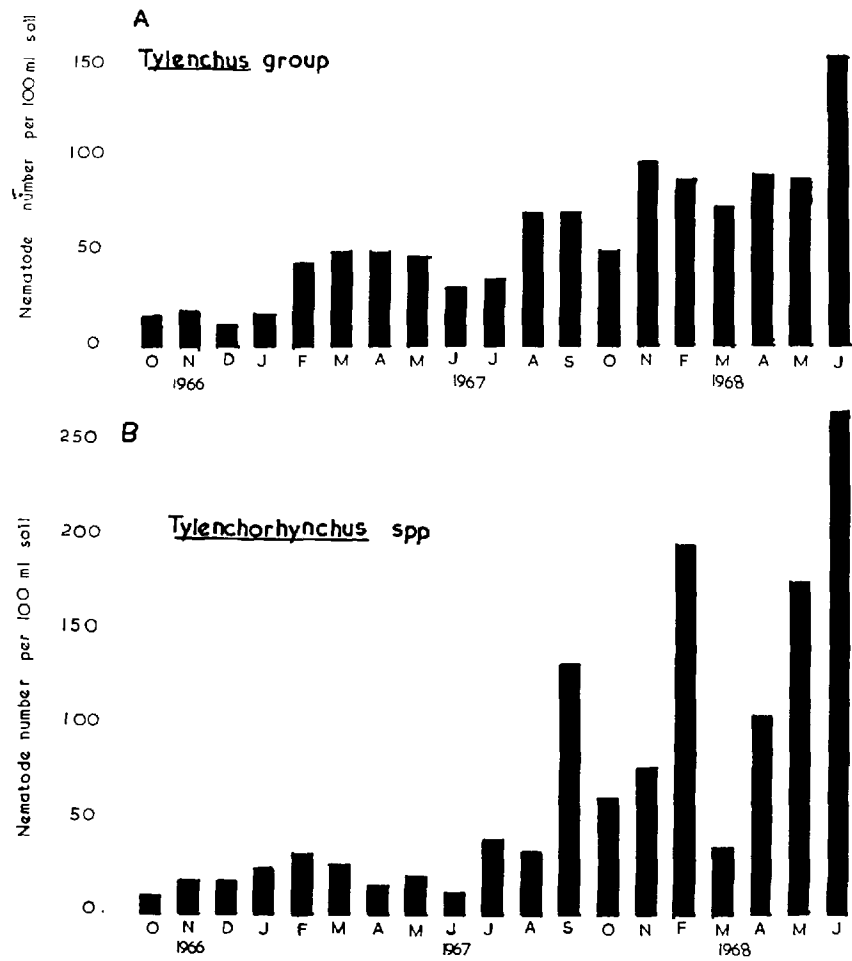 A
Tylenchus group
Nematode number per 100 ml soil
150
100
50
0
O N D J F M A M J J A S O N F M A M J
1966 1967 1968
B
Tylenchorhynchus spp
Nematode number per 100 ml soil
250
200
150
100
50
0.
O N D J F M A M J J A S O N F M A M J
1966 1967 1968